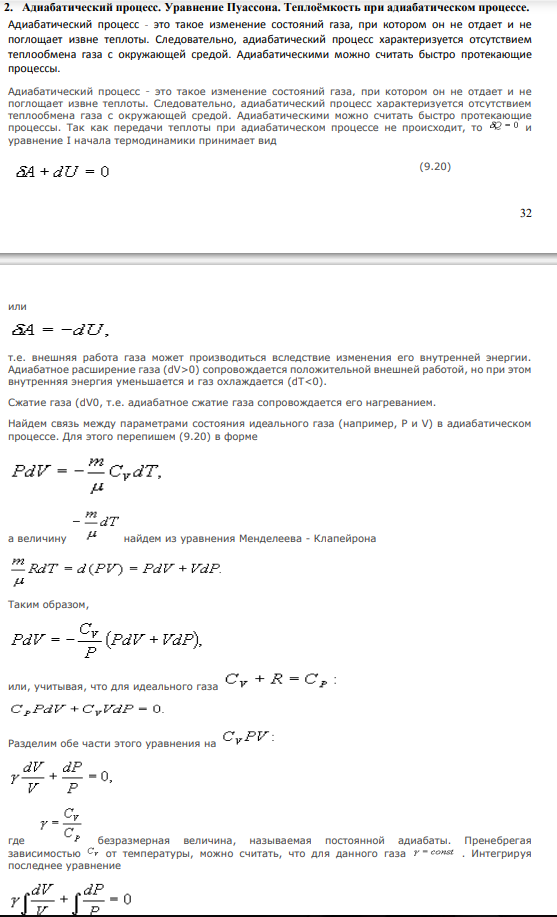 2. Адиабатический процесс. Уравнение Пуассона. Теплоёмкость при адиабатическом процессе.
Адиабатический процесс - это такое изменение состояний газа, при котором он не отдает и не
поглощает извне теплоты. Следовательно, адиабатический процесс характеризуется отсутствием
теплообмена газа с окружающей средой. Адиабатическими можно считать быстро протекающие
процессы.
Адиабатический процесс - это такое изменение состояний газа, при котором он не отдает и не
поглощает извне теплоты. Следовательно, адиабатический процесс характеризуется отсутствием
теплообмена газа с окружающей средой. Адиабатическими можно считать быстро протекающие
процессы. Так как передачи теплоты при адиабатическом процессе не происходит, то δQ = 0 и
уравнение I начала термодинамики принимает вид
δA + dU = 0 (9.20)
32
или
δA = −dU,
т.е. внешняя работа газа может производиться вследствие изменения его внутренней энергии.
Адиабатное расширение газа (dV>0) сопровождается положительной внешней работой, но при этом
внутренняя энергия уменьшается и газ охлаждается (dT<0).
Сжатие газа (dV0, т.е. адиабатное сжатие газа сопровождается его нагреванием.
Найдем связь между параметрами состояния идеального газа (например, P и V) в адиабатическом
процессе. Для этого перепишем (9.20) в форме
PdV = −m/μ C_V dT,
а величину −m/μ dT найдем из уравнения Менделеева - Клапейрона
m/μ RdT = d(PV) = PdV + VdP.
Таким образом,
PdV = −C_V/P (PdV + VdP),
или, учитывая, что для идеального газа C_V + R = C_P :
C_P PdV + C_V VdP = 0.
Разделим обе части этого уравнения на C_V PV :
γ dV/V + dP/P = 0,
где γ = C_V/C_P безразмерная величина, называемая постоянной адиабаты. Пренебрегая
зависимостью C_V от температуры, можно считать, что для данного газа γ = const . Интегрируя
последнее уравнение
γ∫dV/V + ∫dP/P = 0